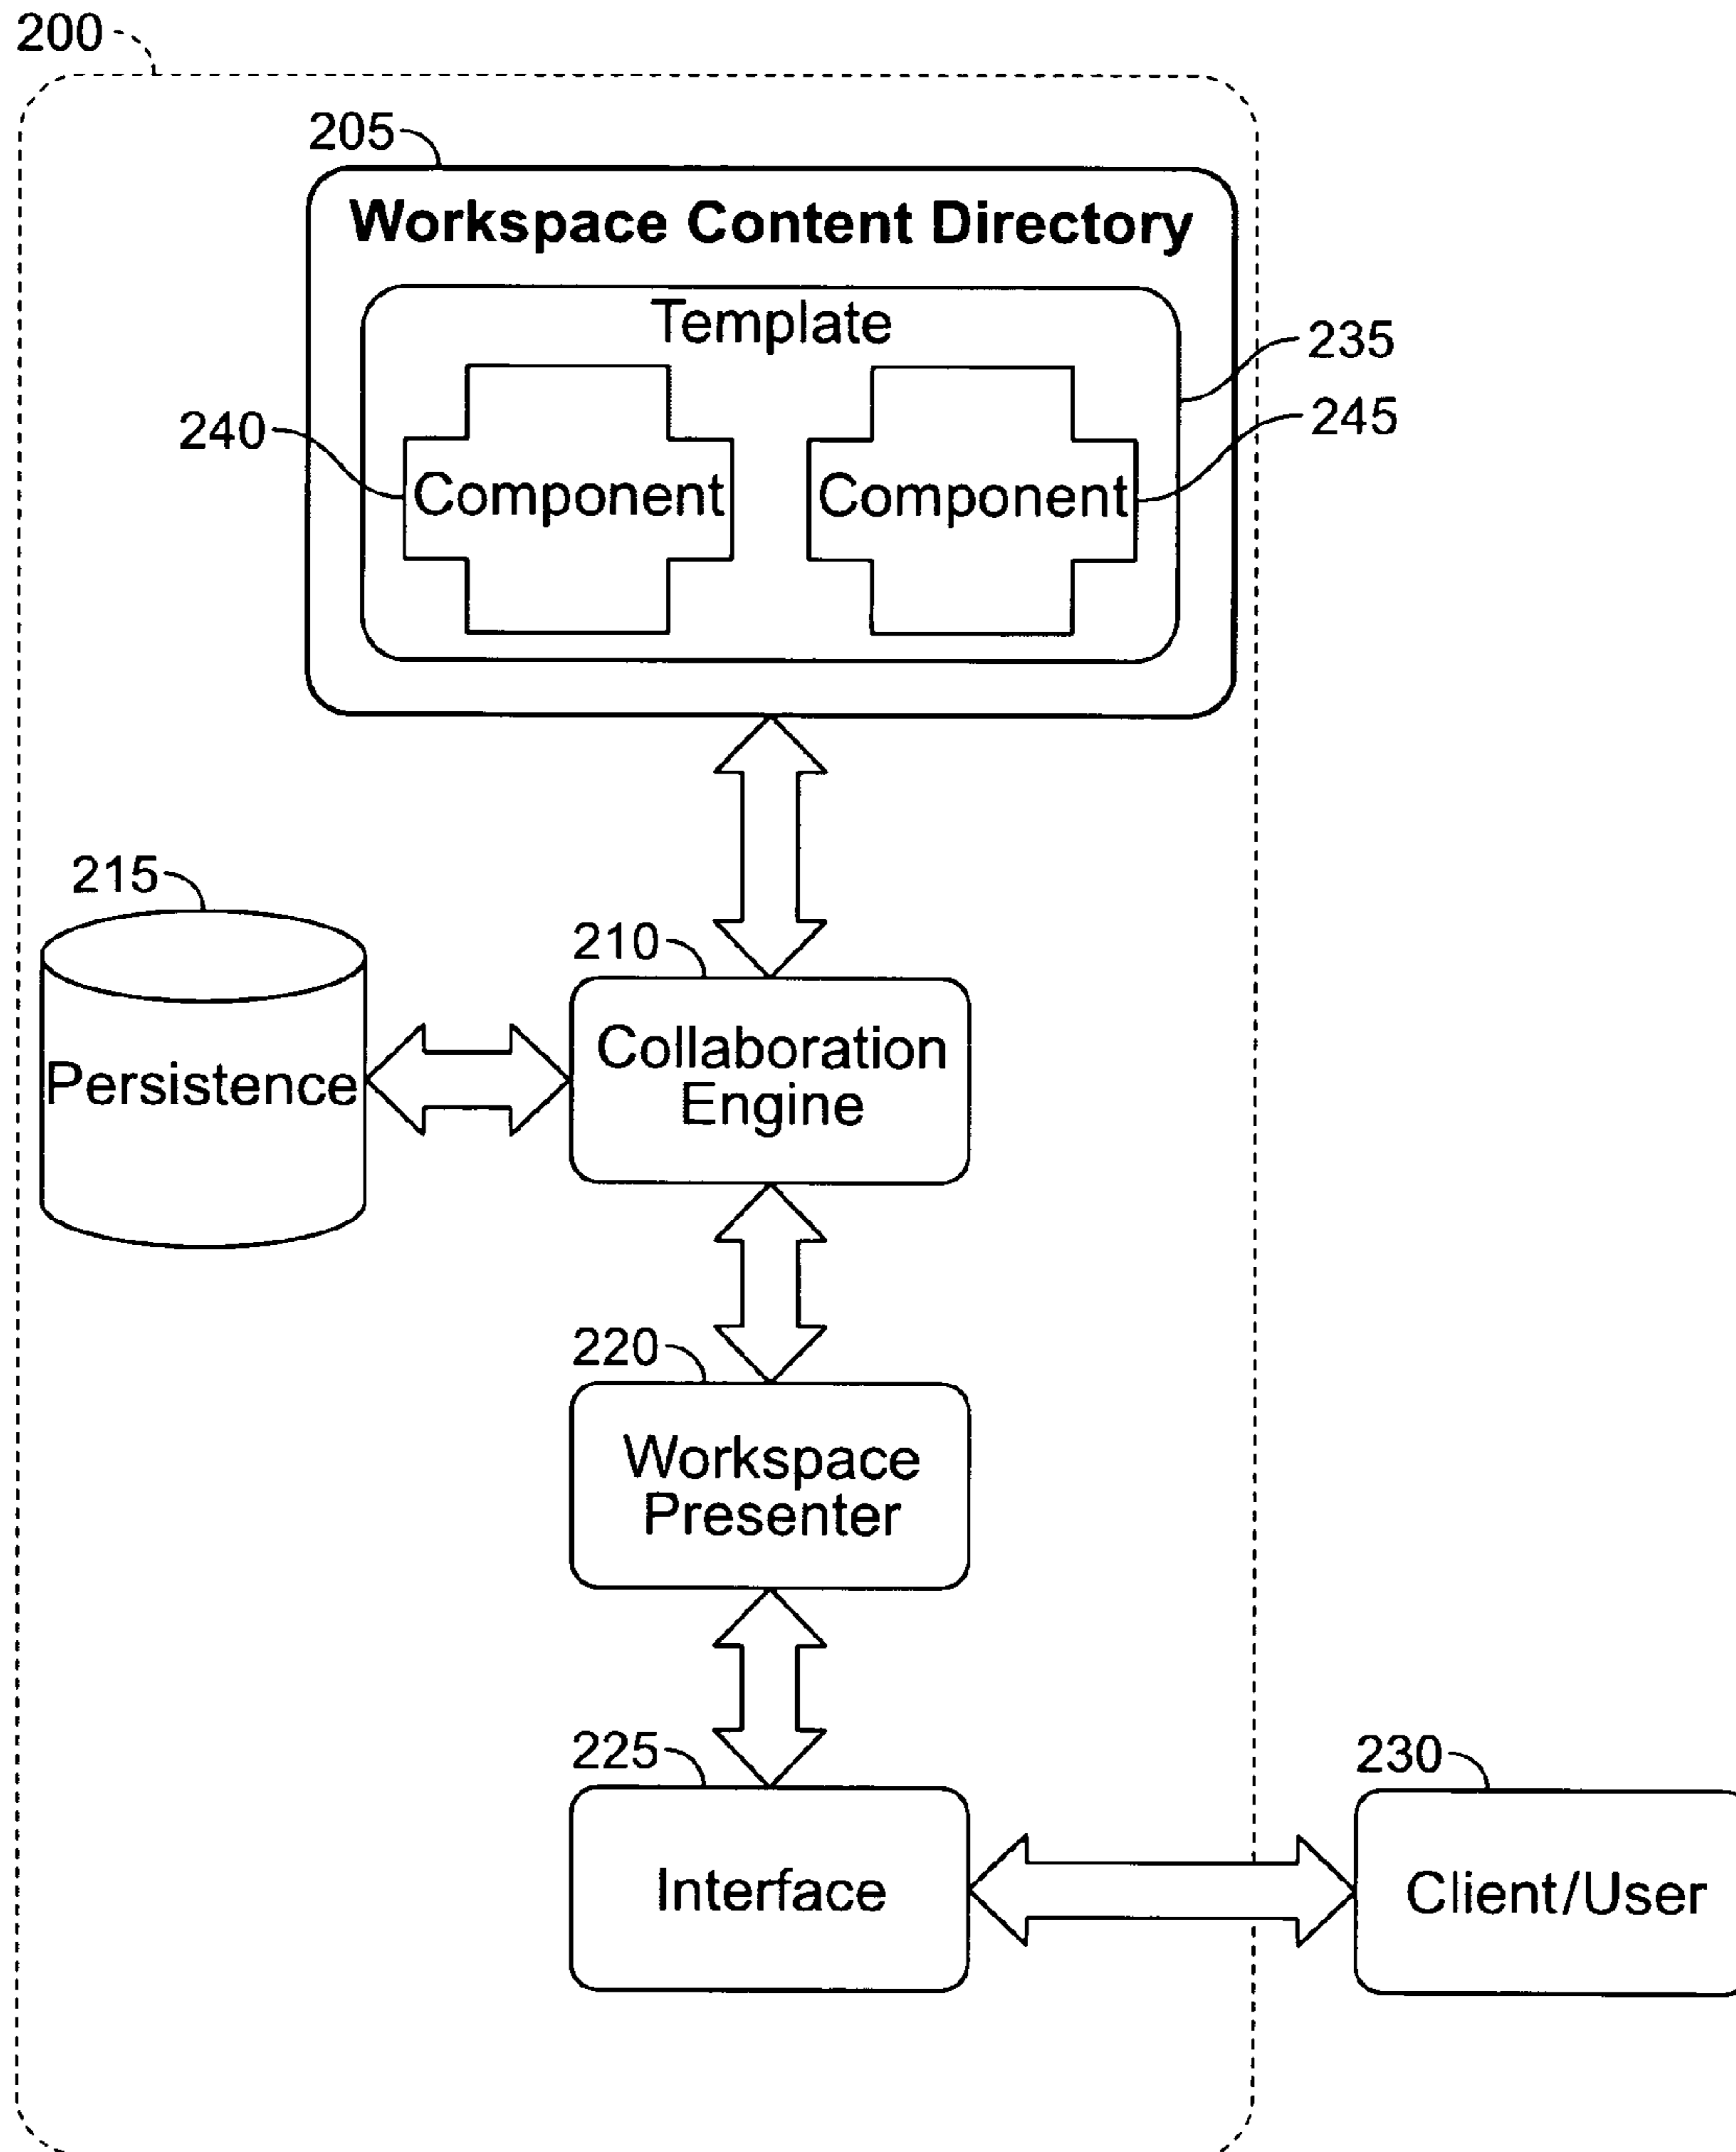 200
205
Workspace Content Directory
Template
235
240
245
Component
Component
215
210
Persistence
Collaboration
Engine
220
Workspace
Presenter
225
230
Interface
Client/User